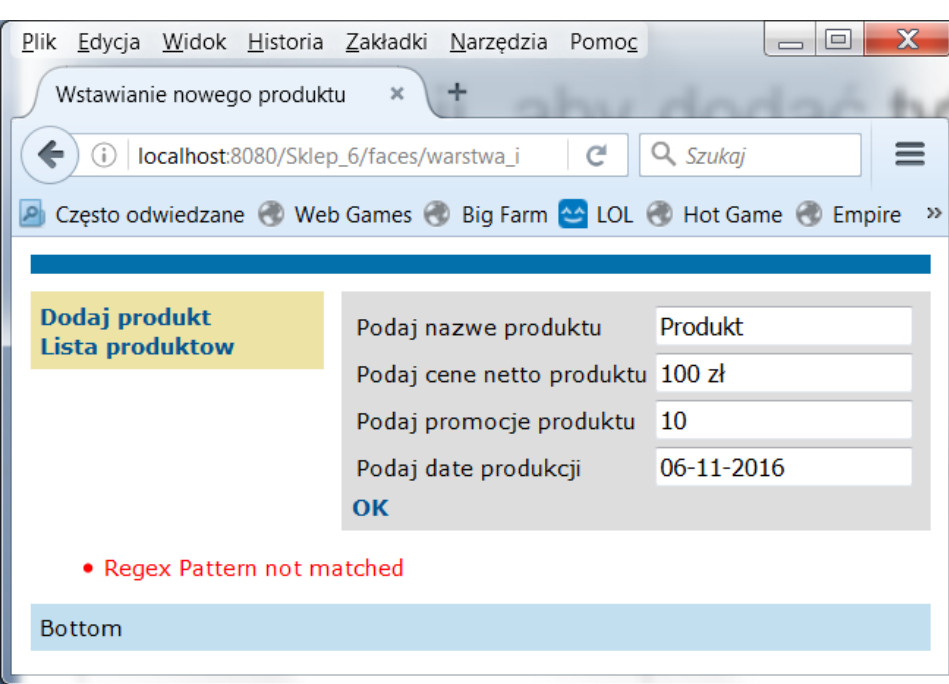 Plik Edycja Widok Historia Zakładki Narzędzia Pomoc
Wstawianie nowego produktu × +
localhost:8080/Sklep_6/faces/warstwa_i Szukaj
Często odwiedzane Web Games Big Farm LOL Hot Game Empire »
Dodaj produkt
Lista produktow
Podaj nazwe produktu Produkt
Podaj cene netto produktu 100 zł
Podaj promocje produktu 10
Podaj date produkcji 06-11-2016
OK
• Regex Pattern not matched
Bottom